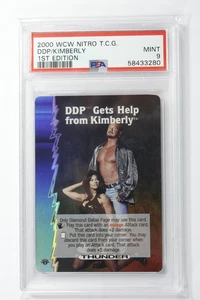 2000 WCW NITRO T.C.G.
DDP/KIMBERLY
1ST EDITION
MINT
9
PSA
58433280
DDP Gets Help
from Kimberly™
Only Diamond Dallas Page may use this card.
Play this card with an attack.
That attack does +2 damage.
Put this card into your corner. You may
discard this card from your corner when
you play an Attack card. That attack
does +5 damage.
THUNDER